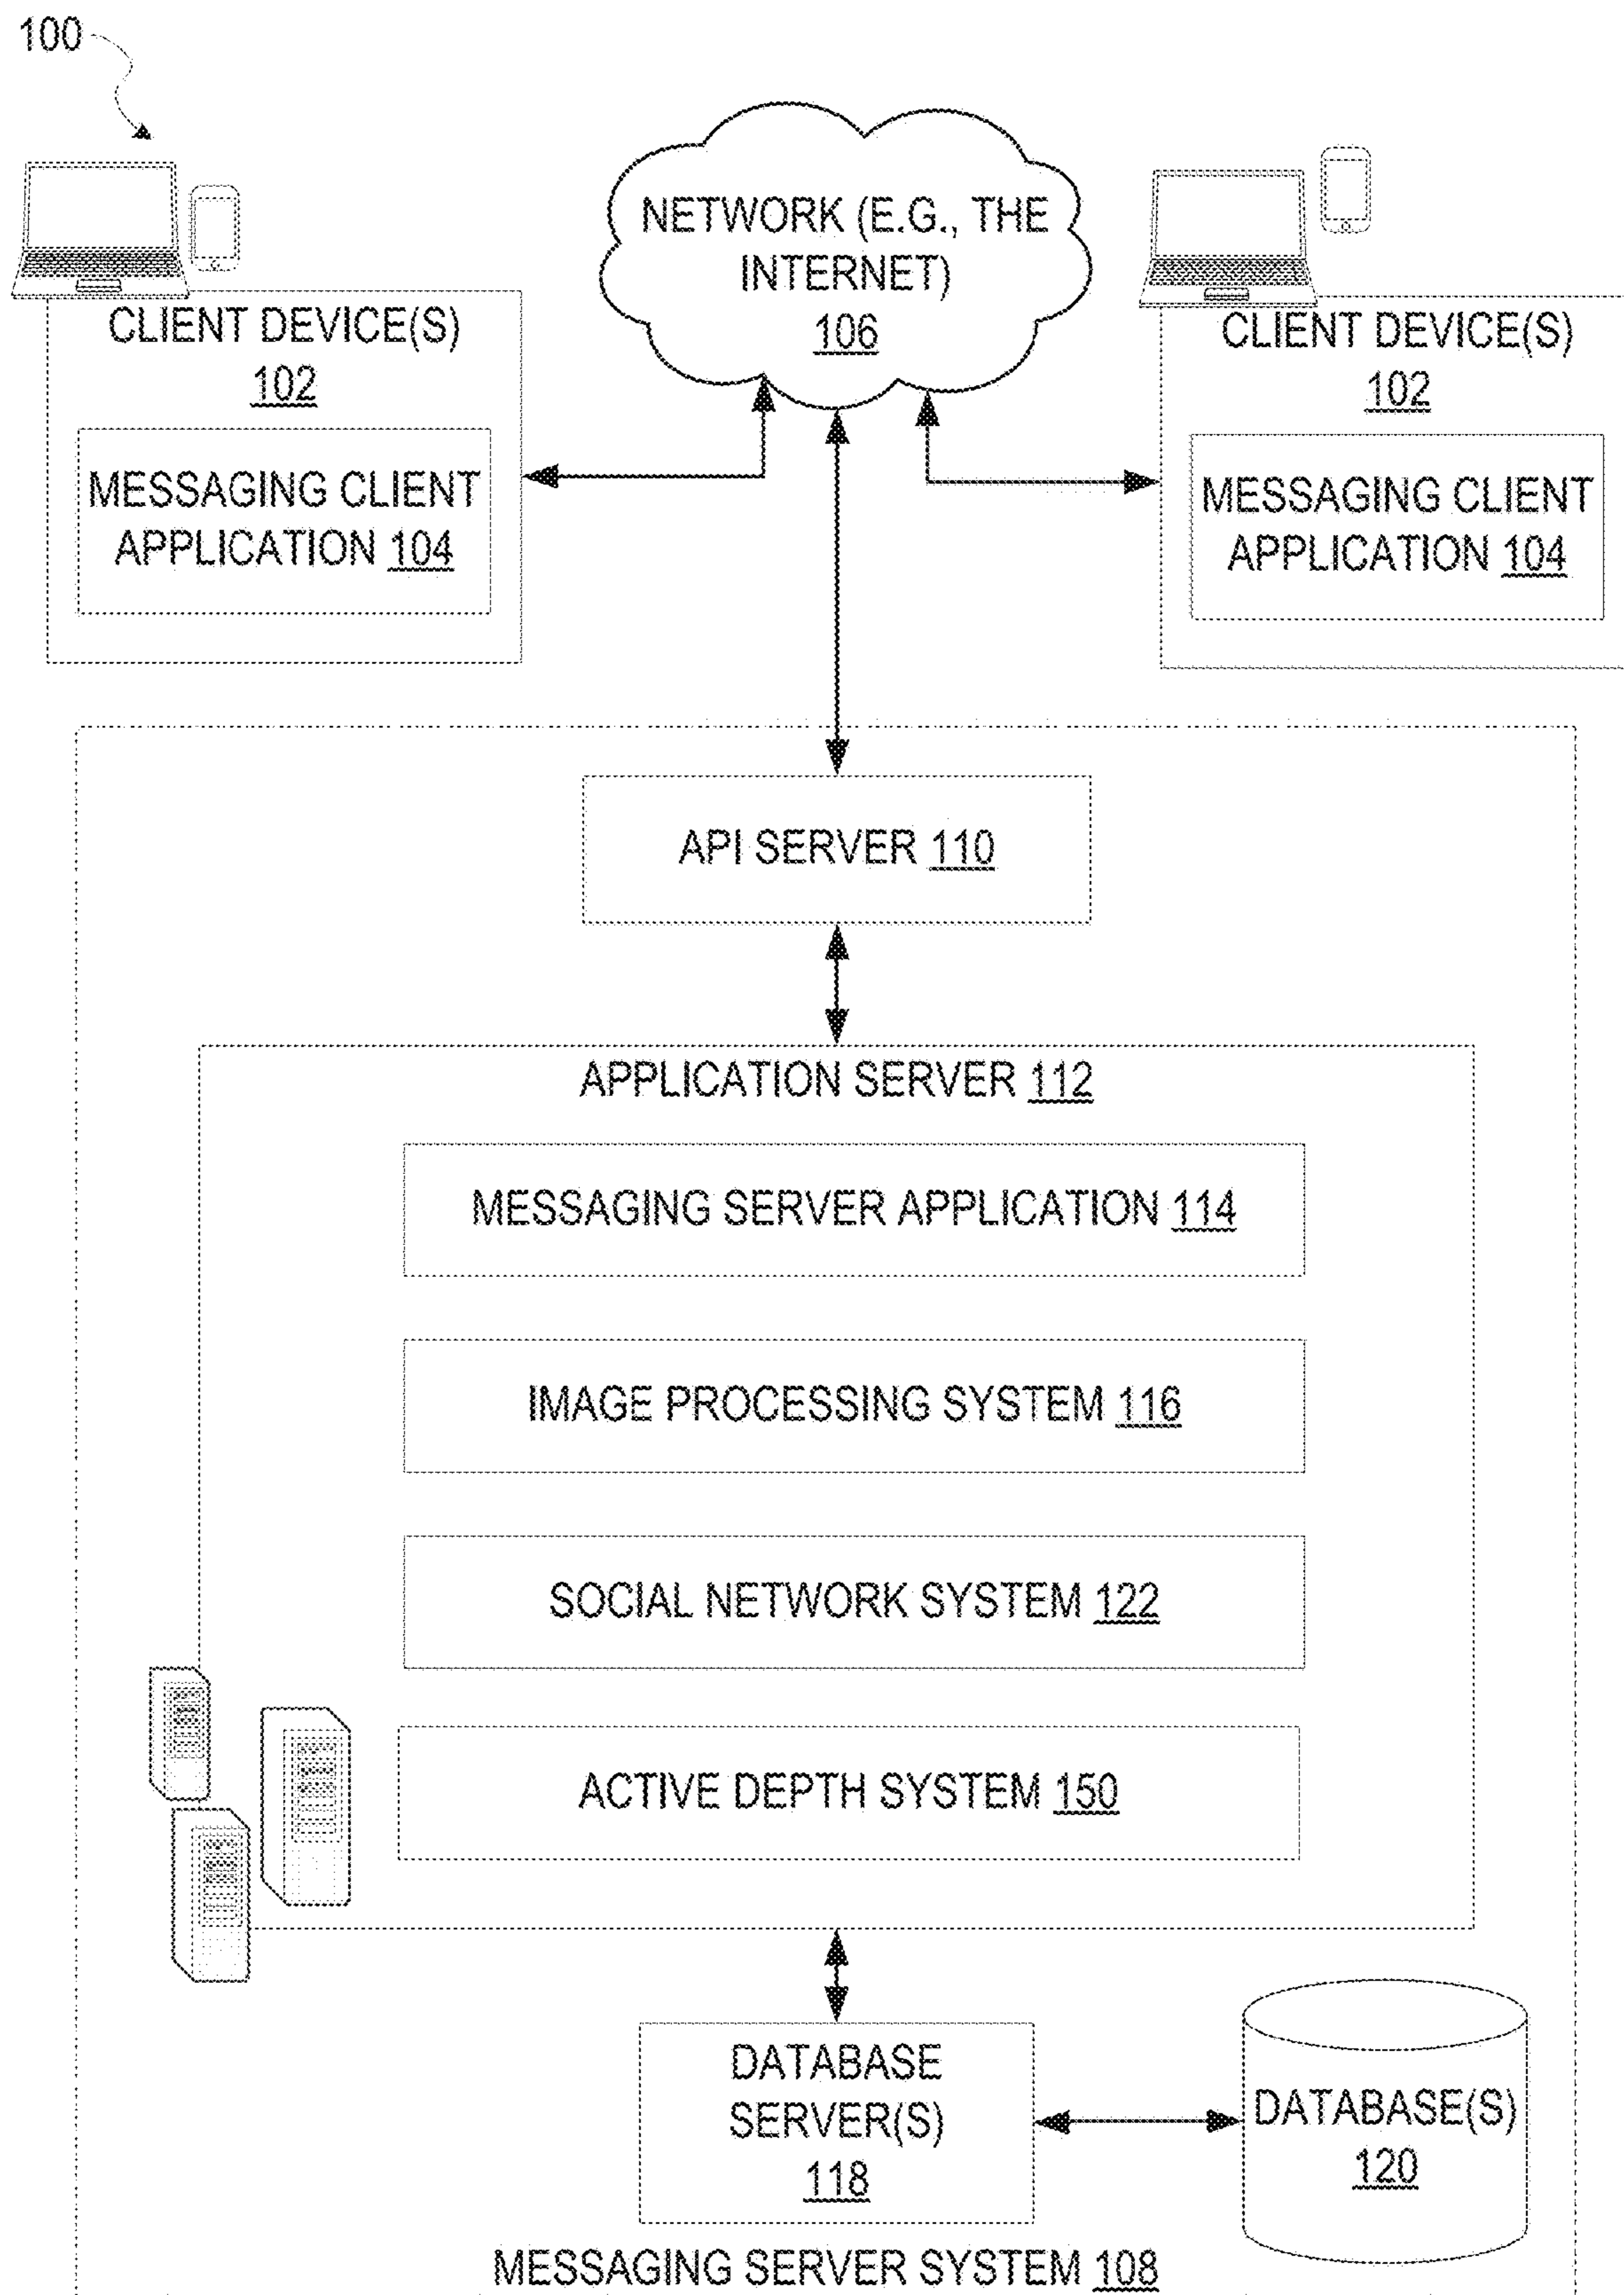 100
NETWORK (E.G., THE
INTERNET)
106
CLIENT DEVICE(S)
102
MESSAGING CLIENT
APPLICATION 104
CLIENT DEVICE(S)
102
MESSAGING CLIENT
APPLICATION 104
API SERVER 110
APPLICATION SERVER 112
MESSAGING SERVER APPLICATION 114
IMAGE PROCESSING SYSTEM 116
SOCIAL NETWORK SYSTEM 122
ACTIVE DEPTH SYSTEM 150
DATABASE
SERVER(S)
118
DATABASE(S)
120
MESSAGING SERVER SYSTEM 108